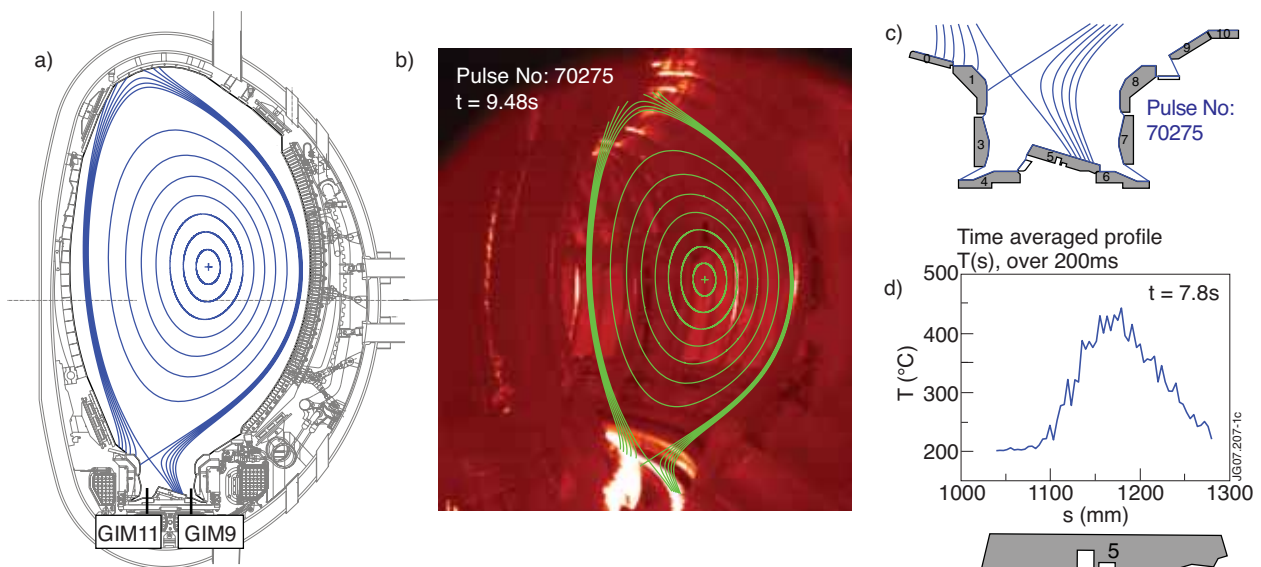 a)
GIM11
GIM9
b)
Pulse No: 70275
t = 9.48s
c)
0
1
3
4
5
6
7
8
9
10
Pulse No:
70275
d)
Time averaged profile
T(s), over 200ms
t = 7.8s
500
400
300
200
T (°C)
1000
1100
1200
1300
s (mm)
JG07.207-1c
5